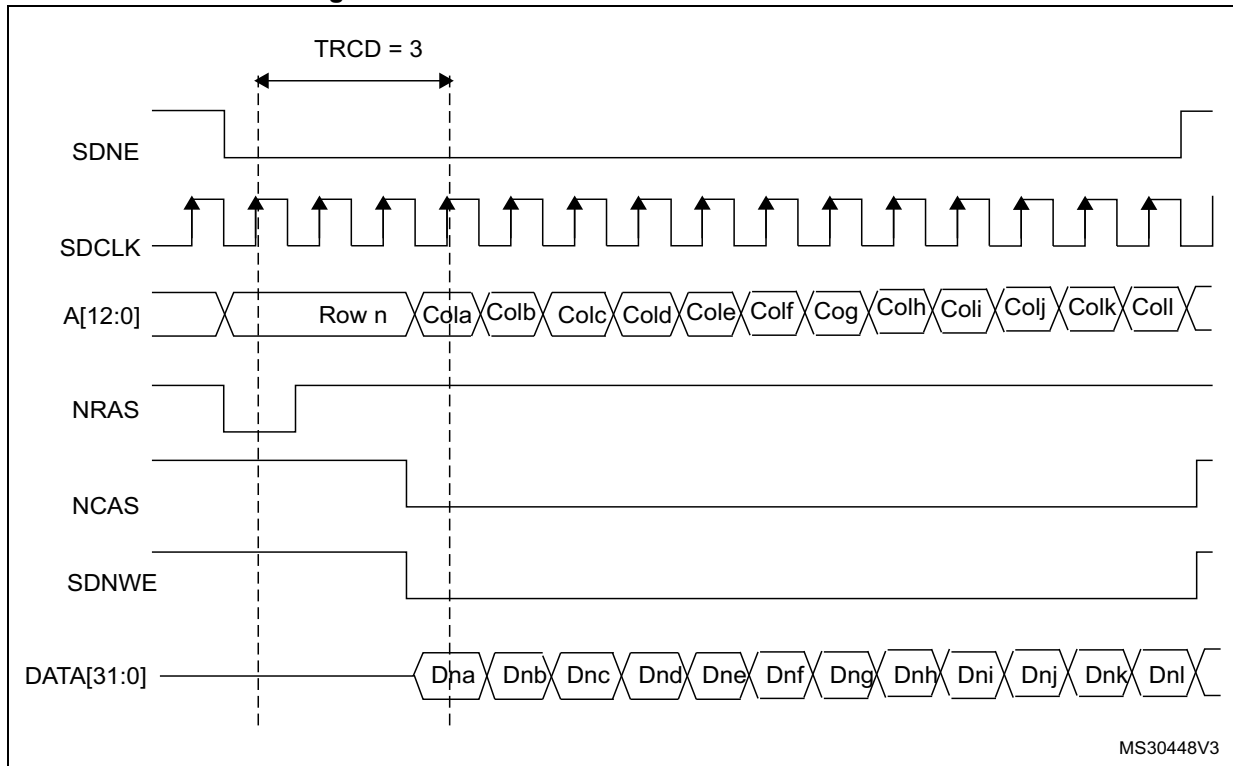 TRCD = 3
SDNE
SDCLK
A[12:0] Row n Cola Colb Colc Cold Cole Colf Cog Colh Coli Colj Colk Coll
NRAS
NCAS
SDNWE
DATA[31:0] Dna Dnb Dnc Dnd Dne Dnf Dng Dnh Dni Dnj Dnk Dnl
MS30448V3